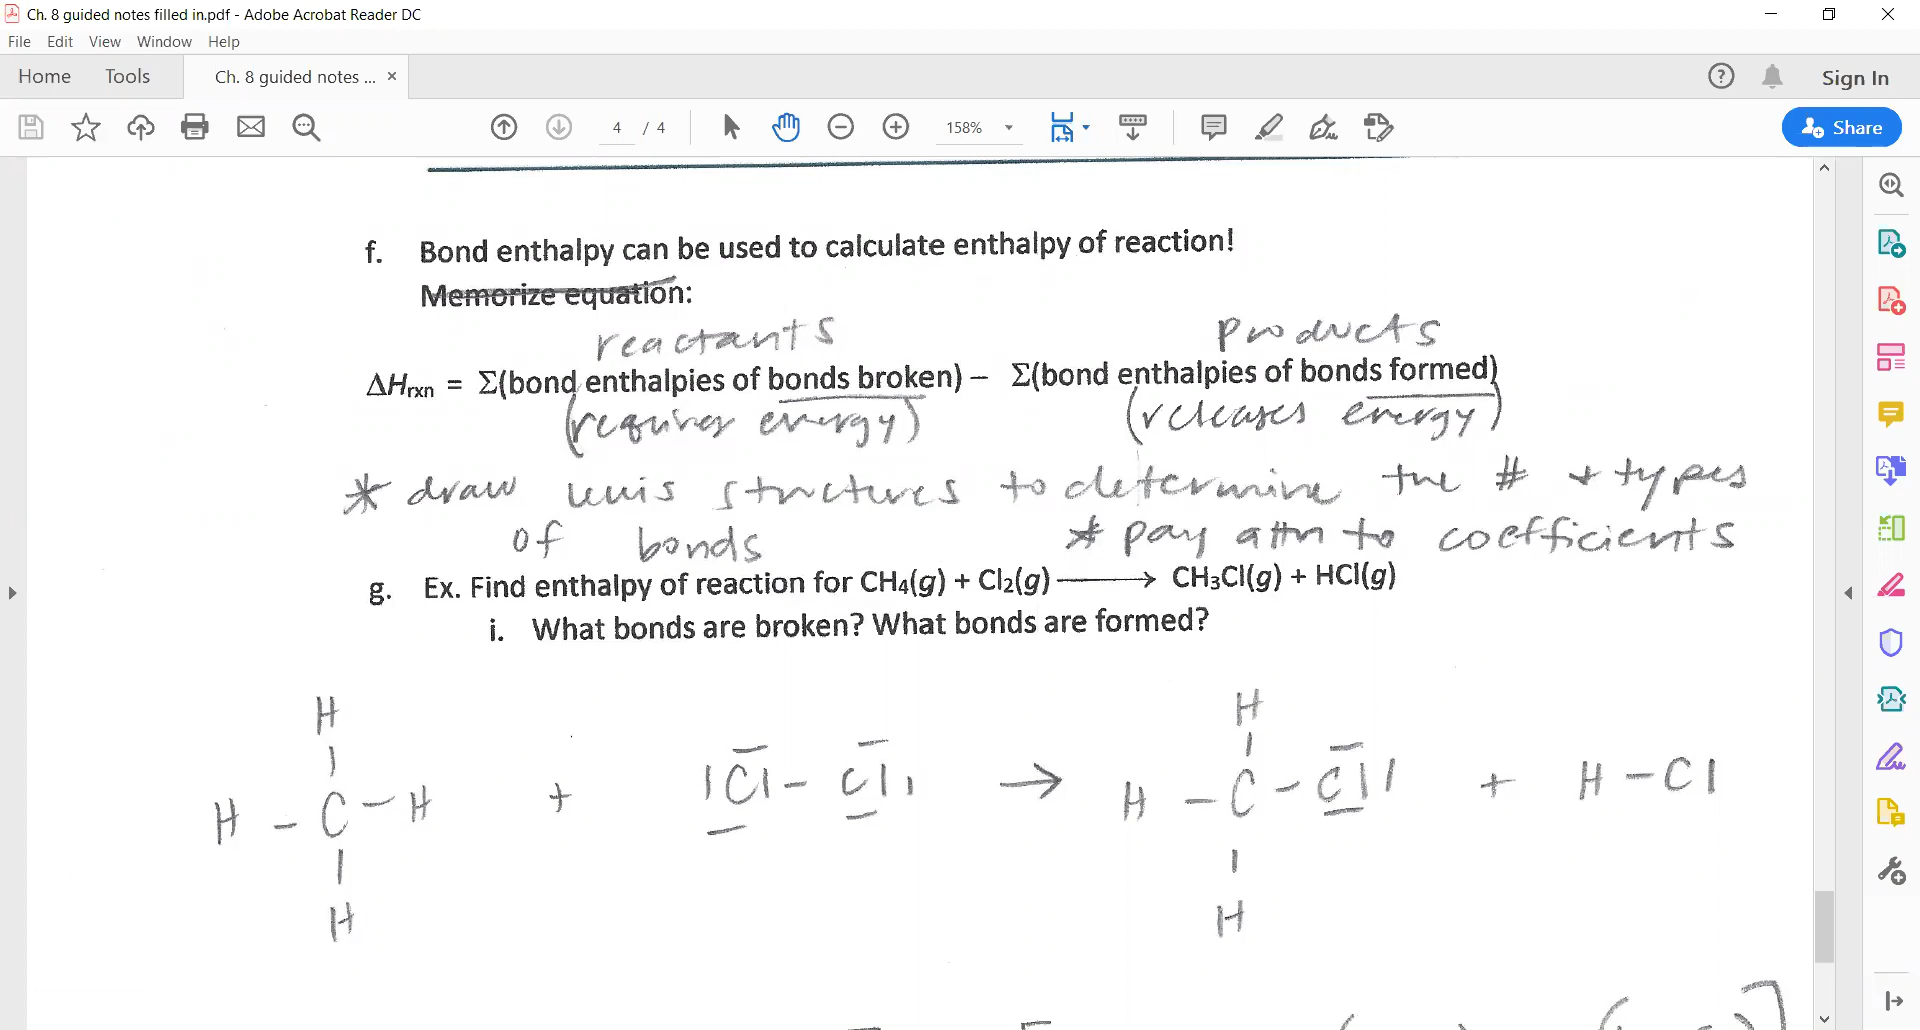 Ch. 8 guided notes filled in.pdf - Adobe Acrobat Reader DC
File Edit View Window Help
Home Tools Ch. 8 guided notes ... × Sign In
4 / 4 158% Share
f. Bond enthalpy can be used to calculate enthalpy of reaction!
Memorize equation:
reactants products
ΔHrxn = Σ(bond enthalpies of bonds broken) – Σ(bond enthalpies of bonds formed)
(requires energy) (releases energy)
* draw lewis structures to determine the # + types
of bonds * pay attn to coefficients
g. Ex. Find enthalpy of reaction for CH4(g) + Cl2(g) ⟶ CH3Cl(g) + HCl(g)
i. What bonds are broken? What bonds are formed?
H H
H - C - H + |Cl - Cl| → H - C - Cl| + H - Cl
H H